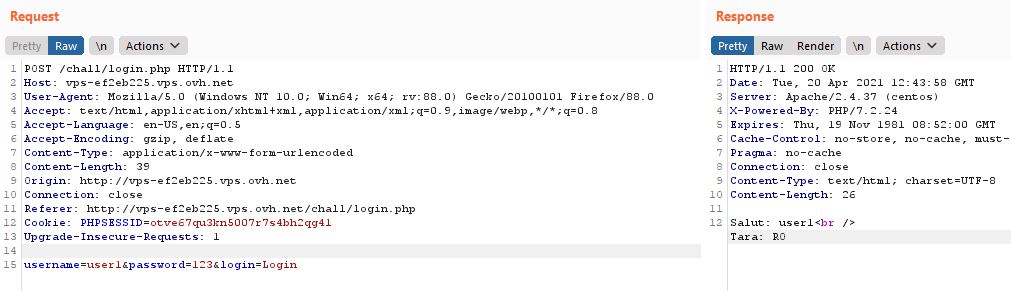 Request
Pretty Raw \n Actions
1 POST /chall/login.php HTTP/1.1
2 Host: vps-ef2eb225.vps.ovh.net
3 User-Agent: Mozilla/5.0 (Windows NT 10.0; Win64; x64; rv:88.0) Gecko/20100101 Firefox/88.0
4 Accept: text/html,application/xhtml+xml,application/xml;q=0.9,image/webp,*/*;q=0.8
5 Accept-Language: en-US,en;q=0.5
6 Accept-Encoding: gzip, deflate
7 Content-Type: application/x-www-form-urlencoded
8 Content-Length: 39
9 Origin: http://vps-ef2eb225.vps.ovh.net
10 Connection: close
11 Referer: http://vps-ef2eb225.vps.ovh.net/chall/login.php
12 Cookie: PHPSESSID=otve67qu3kn5007r7s4bh2qg41
13 Upgrade-Insecure-Requests: 1
14
15 username=user1&password=123&login=Login
Response
Pretty Raw Render \n Actions
1 HTTP/1.1 200 OK
2 Date: Tue, 20 Apr 2021 12:43:58 GMT
3 Server: Apache/2.4.37 (centos)
4 X-Powered-By: PHP/7.2.24
5 Expires: Thu, 19 Nov 1981 08:52:00 GMT
6 Cache-Control: no-store, no-cache, must-
7 Pragma: no-cache
8 Connection: close
9 Content-Type: text/html; charset=UTF-8
10 Content-Length: 26
11
12 Salut: user1<br />
Tara: RO